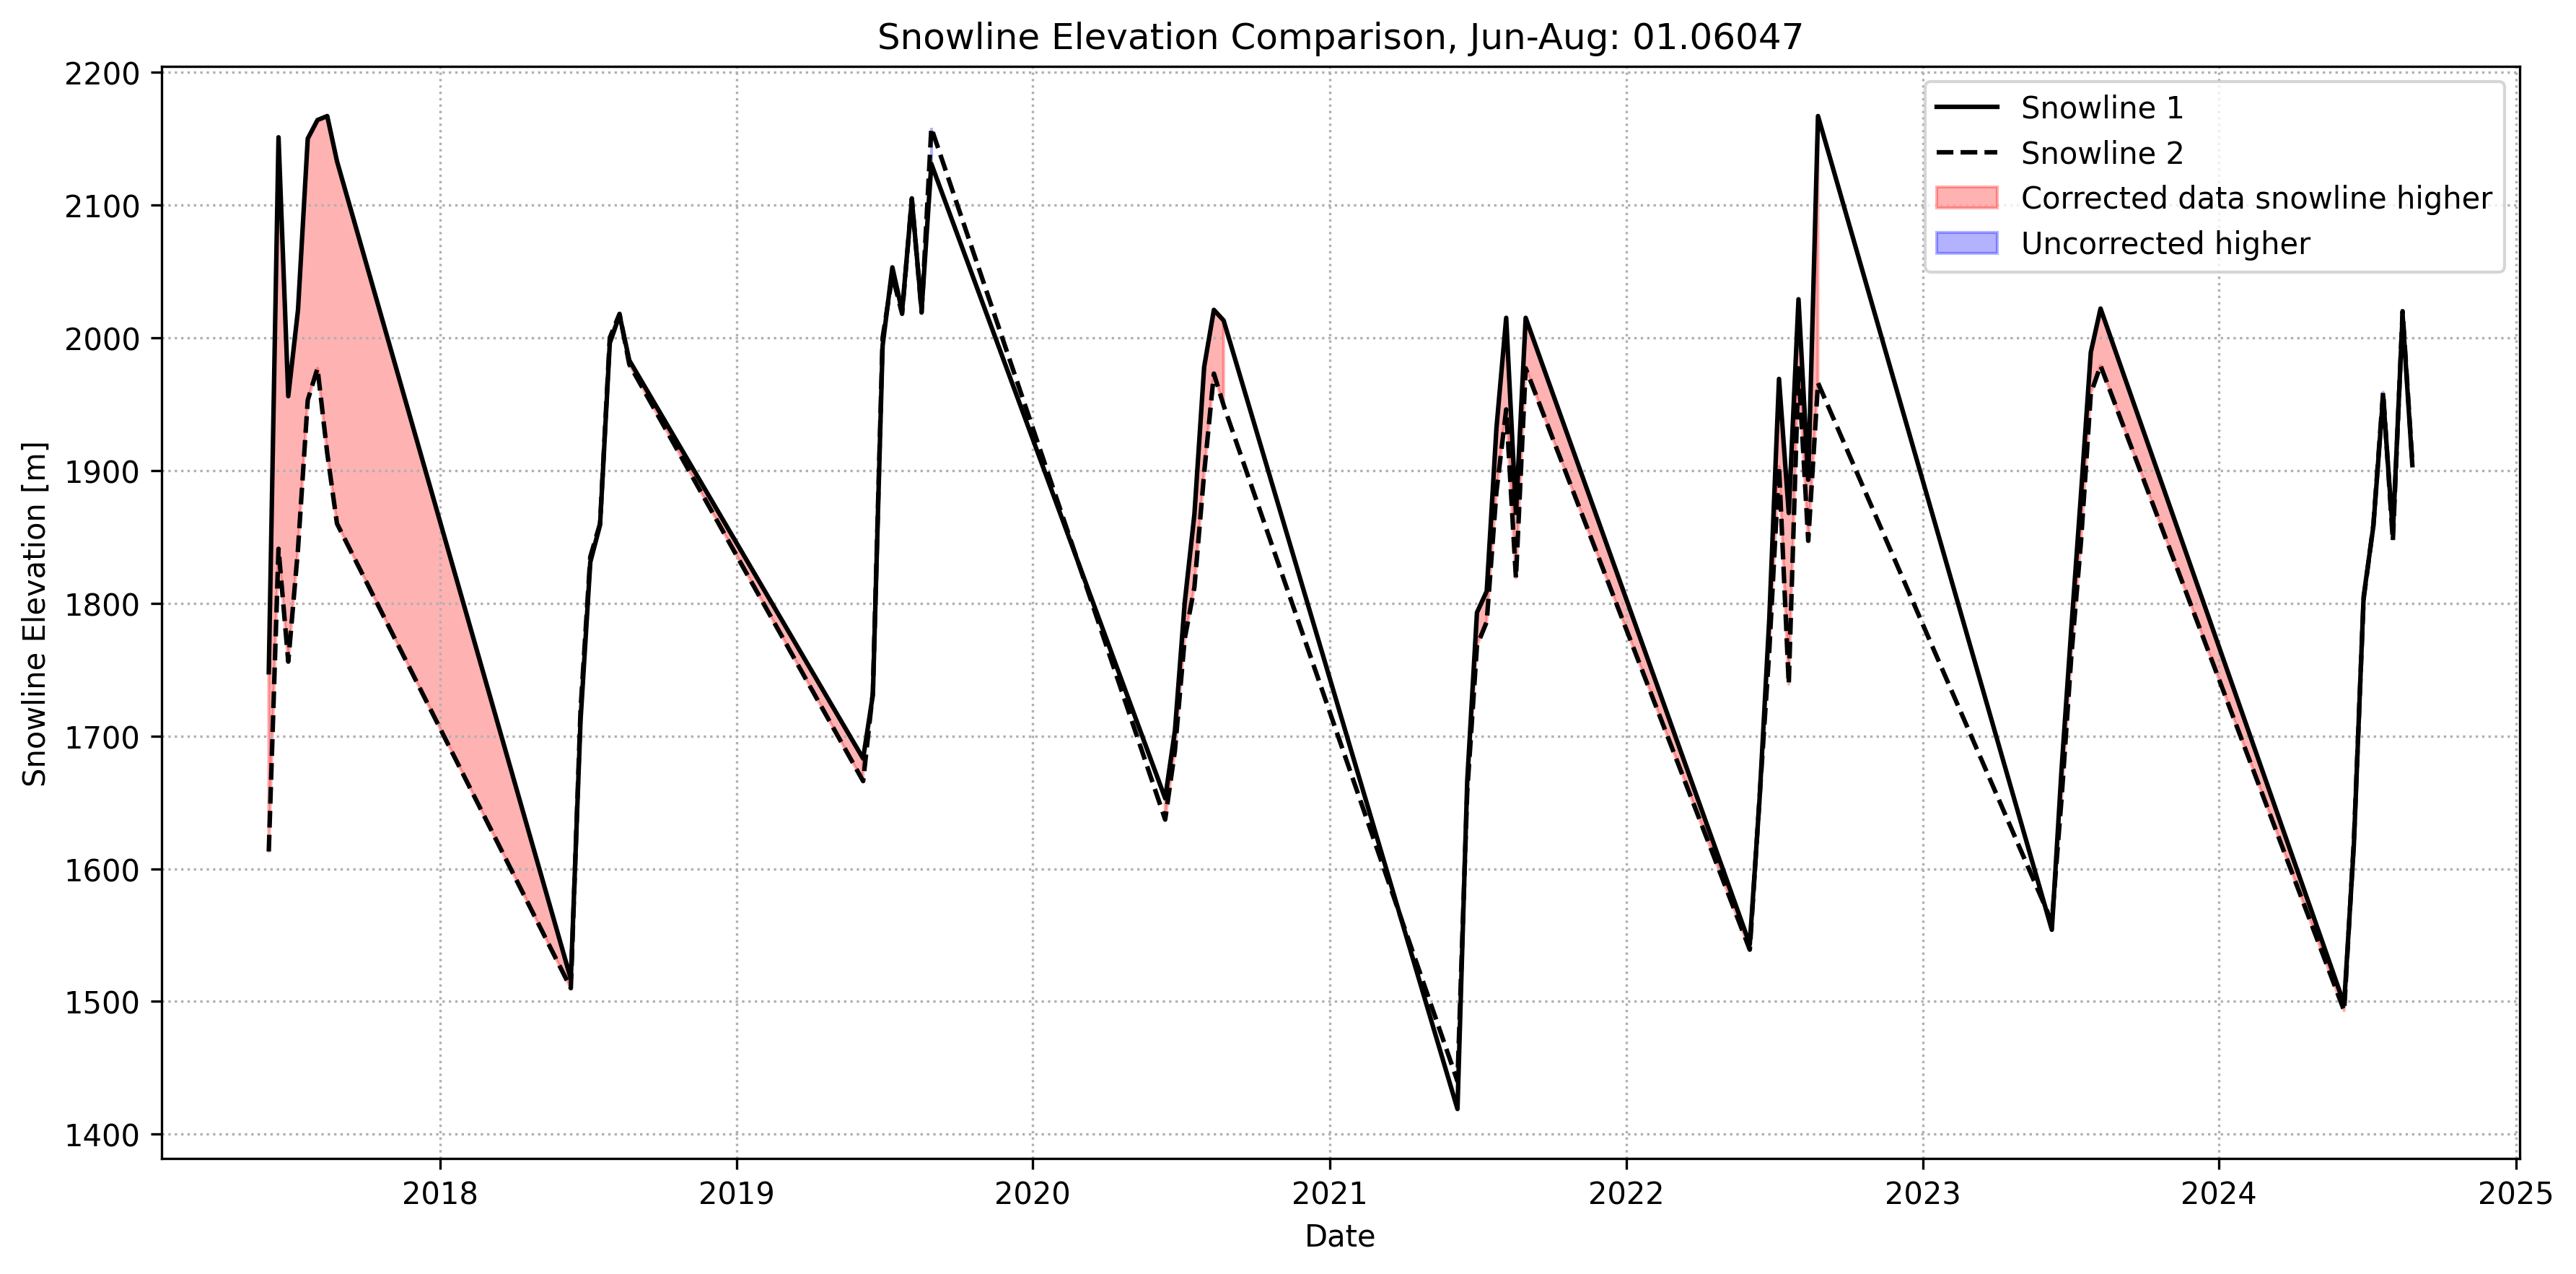 Snowline Elevation Comparison, Jun-Aug: 01.06047
Snowline Elevation [m]
2200
2100
2000
1900
1800
1700
1600
1500
1400
Snowline 1
Snowline 2
Corrected data snowline higher
Uncorrected higher
2018 2019 2020 2021 2022 2023 2024 2025
Date